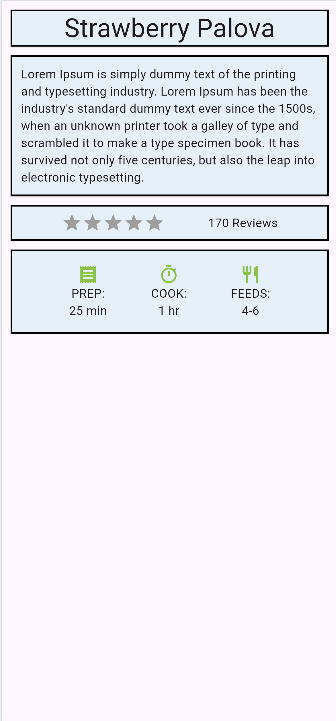 Strawberry Palova
Lorem Ipsum is simply dummy text of the printing
and typesetting industry. Lorem Ipsum has been the
industry's standard dummy text ever since the 1500s,
when an unknown printer took a galley of type and
scrambled it to make a type specimen book. It has
survived not only five centuries, but also the leap into
electronic typesetting.
170 Reviews
PREP: COOK: FEEDS:
25 min 1 hr 4-6